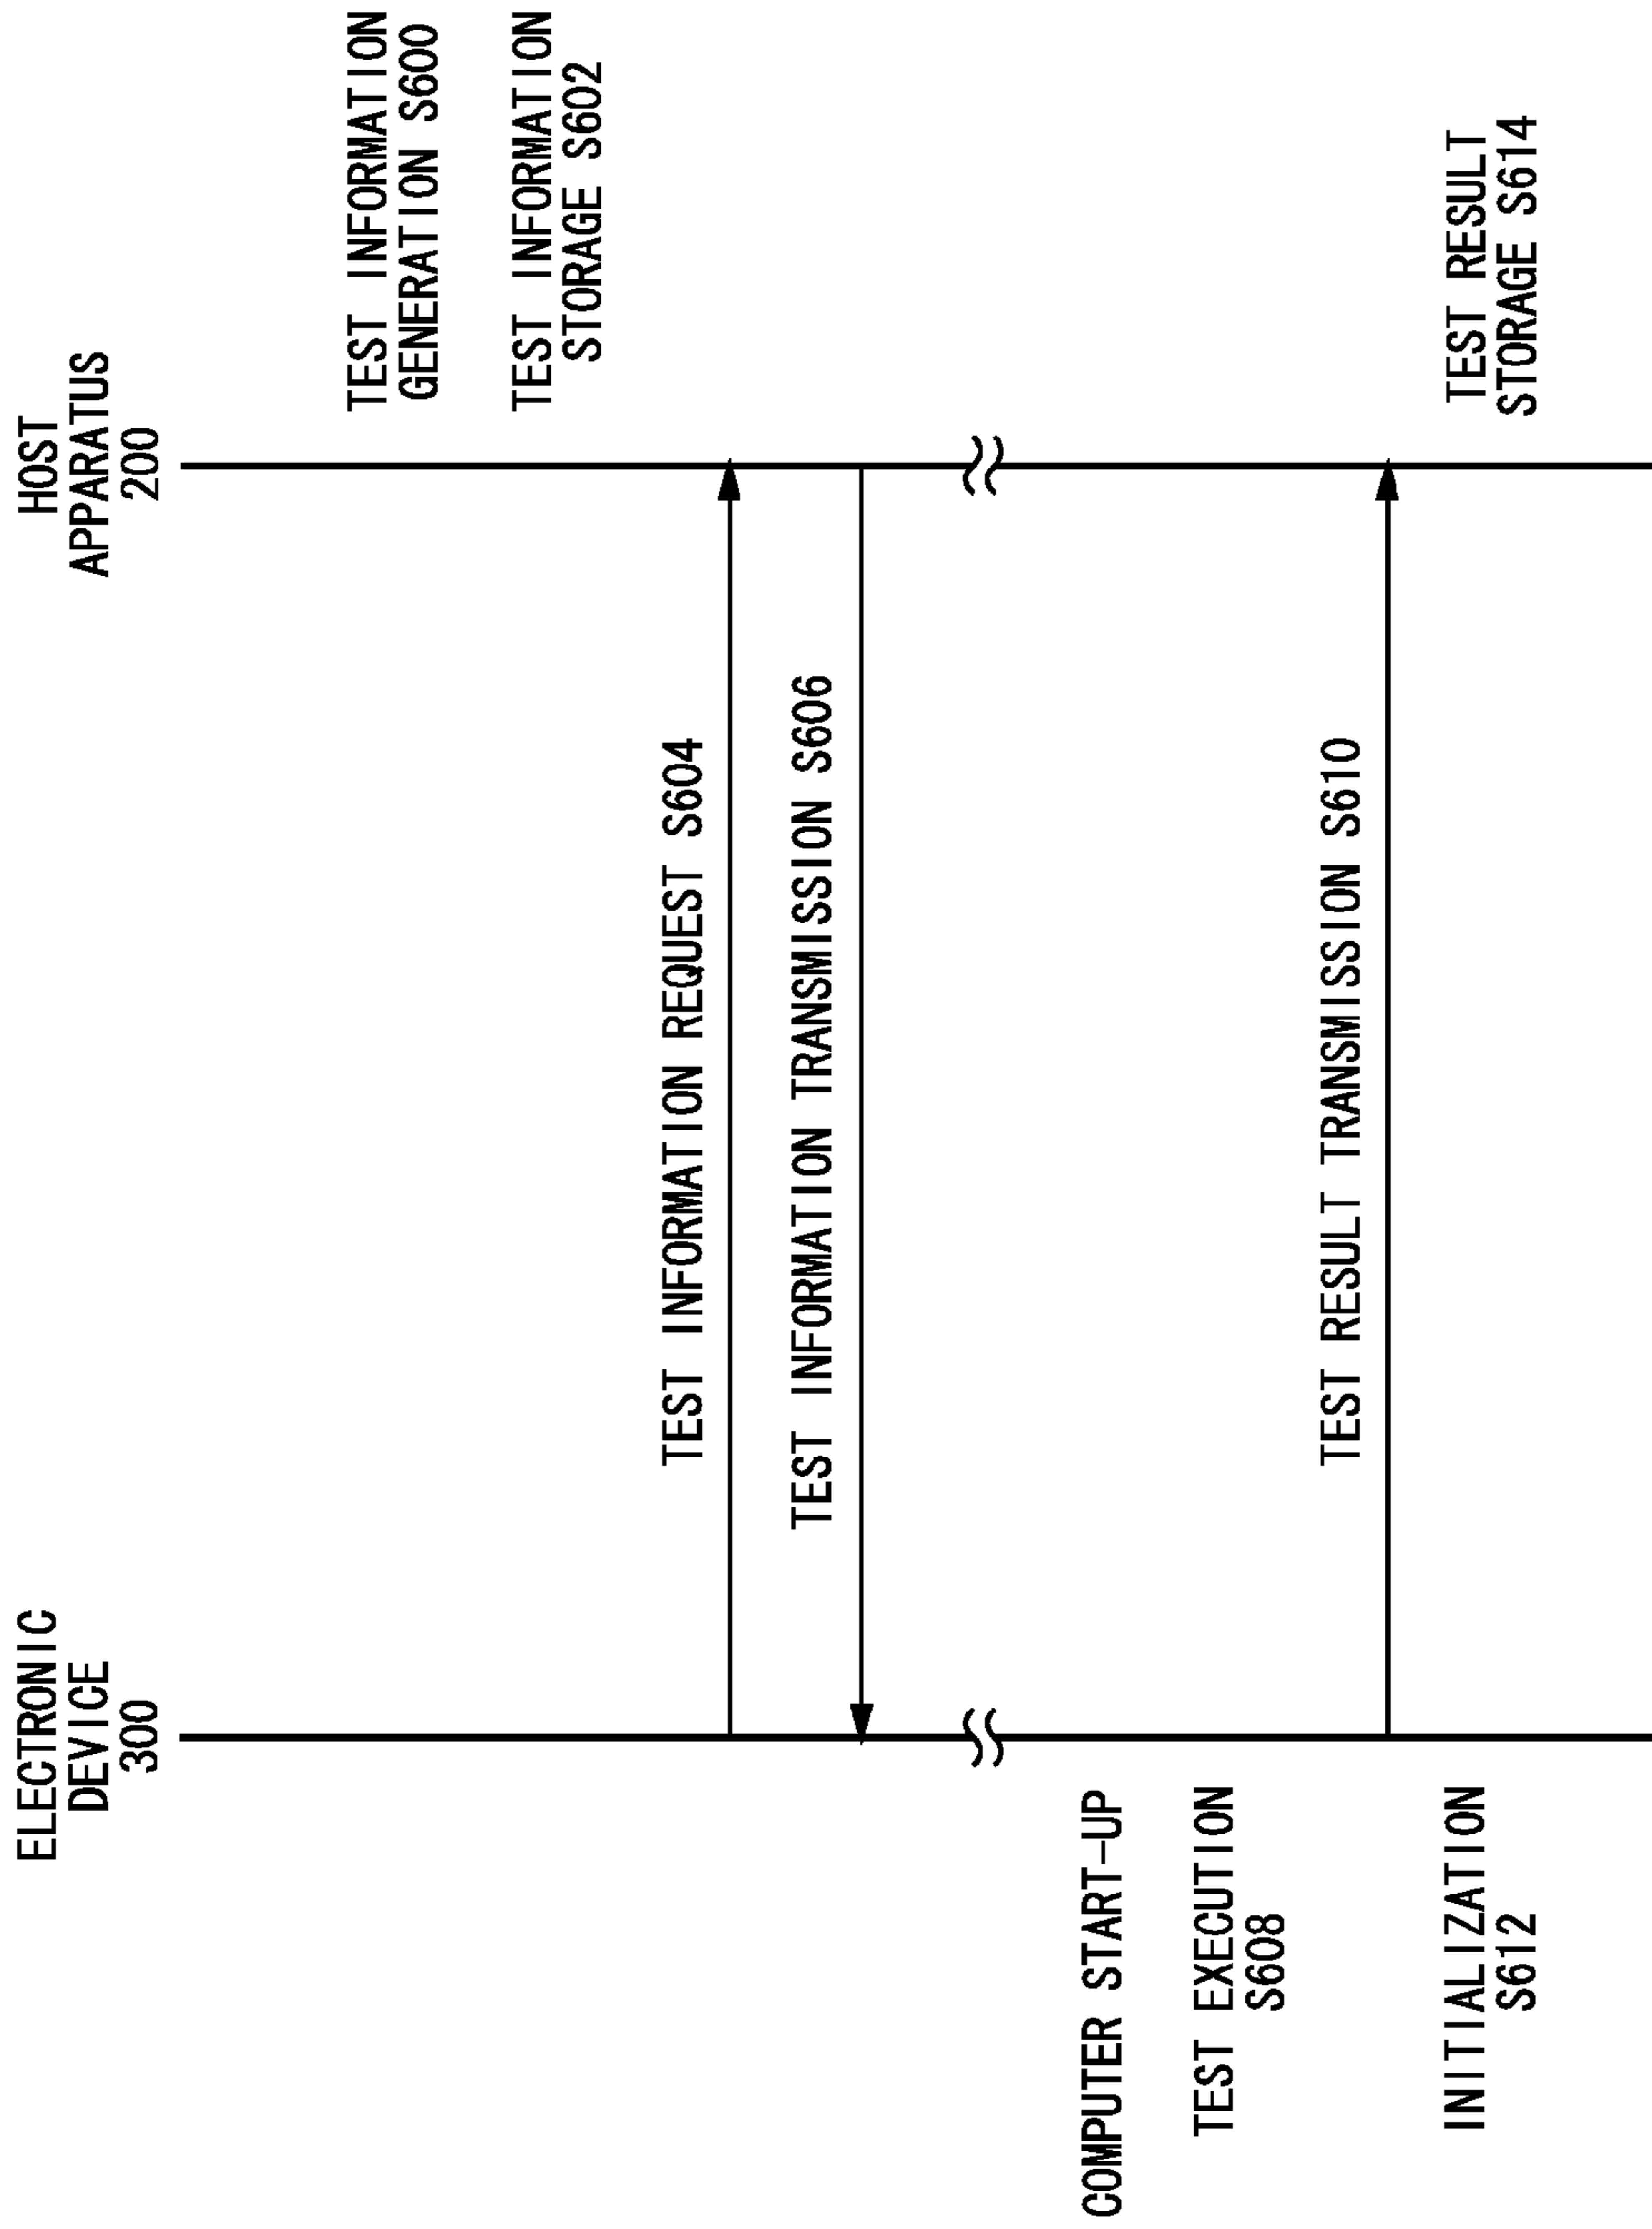 ELECTRONIC
DEVICE
300
HOST
APPARATUS
200
TEST INFORMATION
GENERATION S600
TEST INFORMATION
STORAGE S602
TEST INFORMATION REQUEST S604
TEST INFORMATION TRANSMISSION S606
COMPUTER START-UP
TEST EXECUTION
S608
TEST RESULT TRANSMISSION S610
INITIALIZATION
S612
TEST RESULT
STORAGE S614